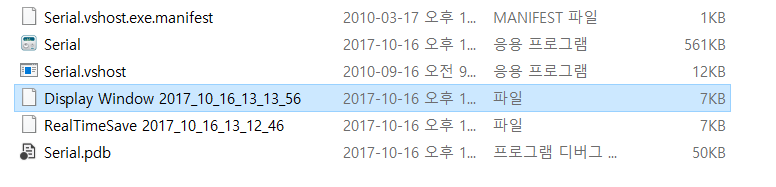 Serial.vshost.exe.manifest 2010-03-17 오후 1... MANIFEST 파일 1KB
Serial 2017-10-16 오후 1... 응용 프로그램 561KB
Serial.vshost 2010-09-16 오전 9... 응용 프로그램 12KB
Display Window 2017_10_16_13_13_56 2017-10-16 오후 1... 파일 7KB
RealTimeSave 2017_10_16_13_12_46 2017-10-16 오후 1... 파일 7KB
Serial.pdb 2017-10-16 오후 1... 프로그램 디버그 ... 50KB